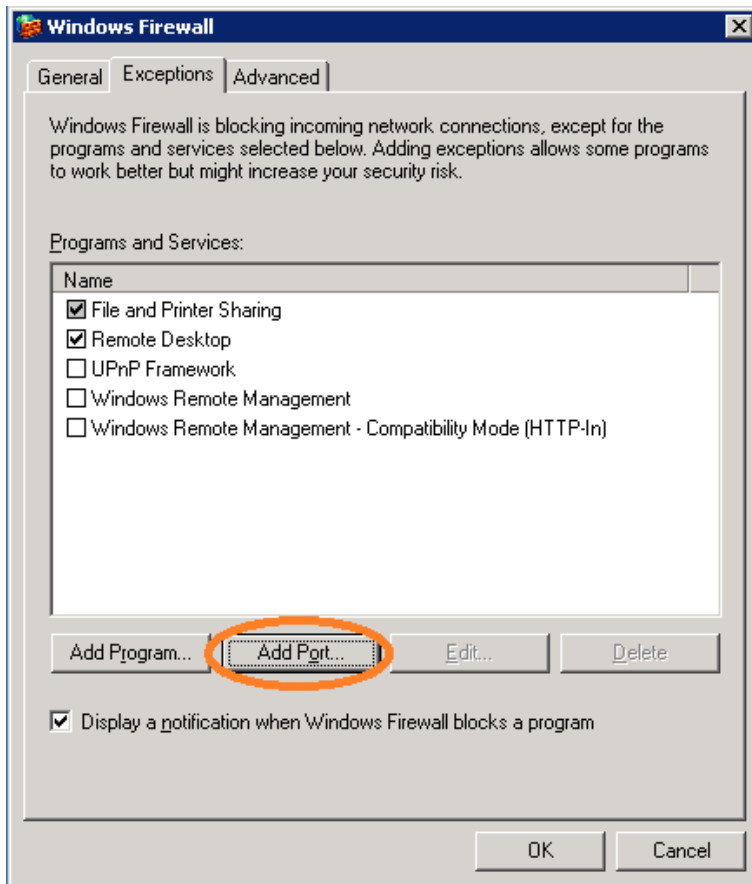 Windows Firewall
General Exceptions Advanced
Windows Firewall is blocking incoming network connections, except for the
programs and services selected below. Adding exceptions allows some programs
to work better but might increase your security risk.
Programs and Services:
Name
File and Printer Sharing
Remote Desktop
UPnP Framework
Windows Remote Management
Windows Remote Management - Compatibility Mode (HTTP-In)
Add Program... Add Port... Edit... Delete
Display a notification when Windows Firewall blocks a program
OK Cancel